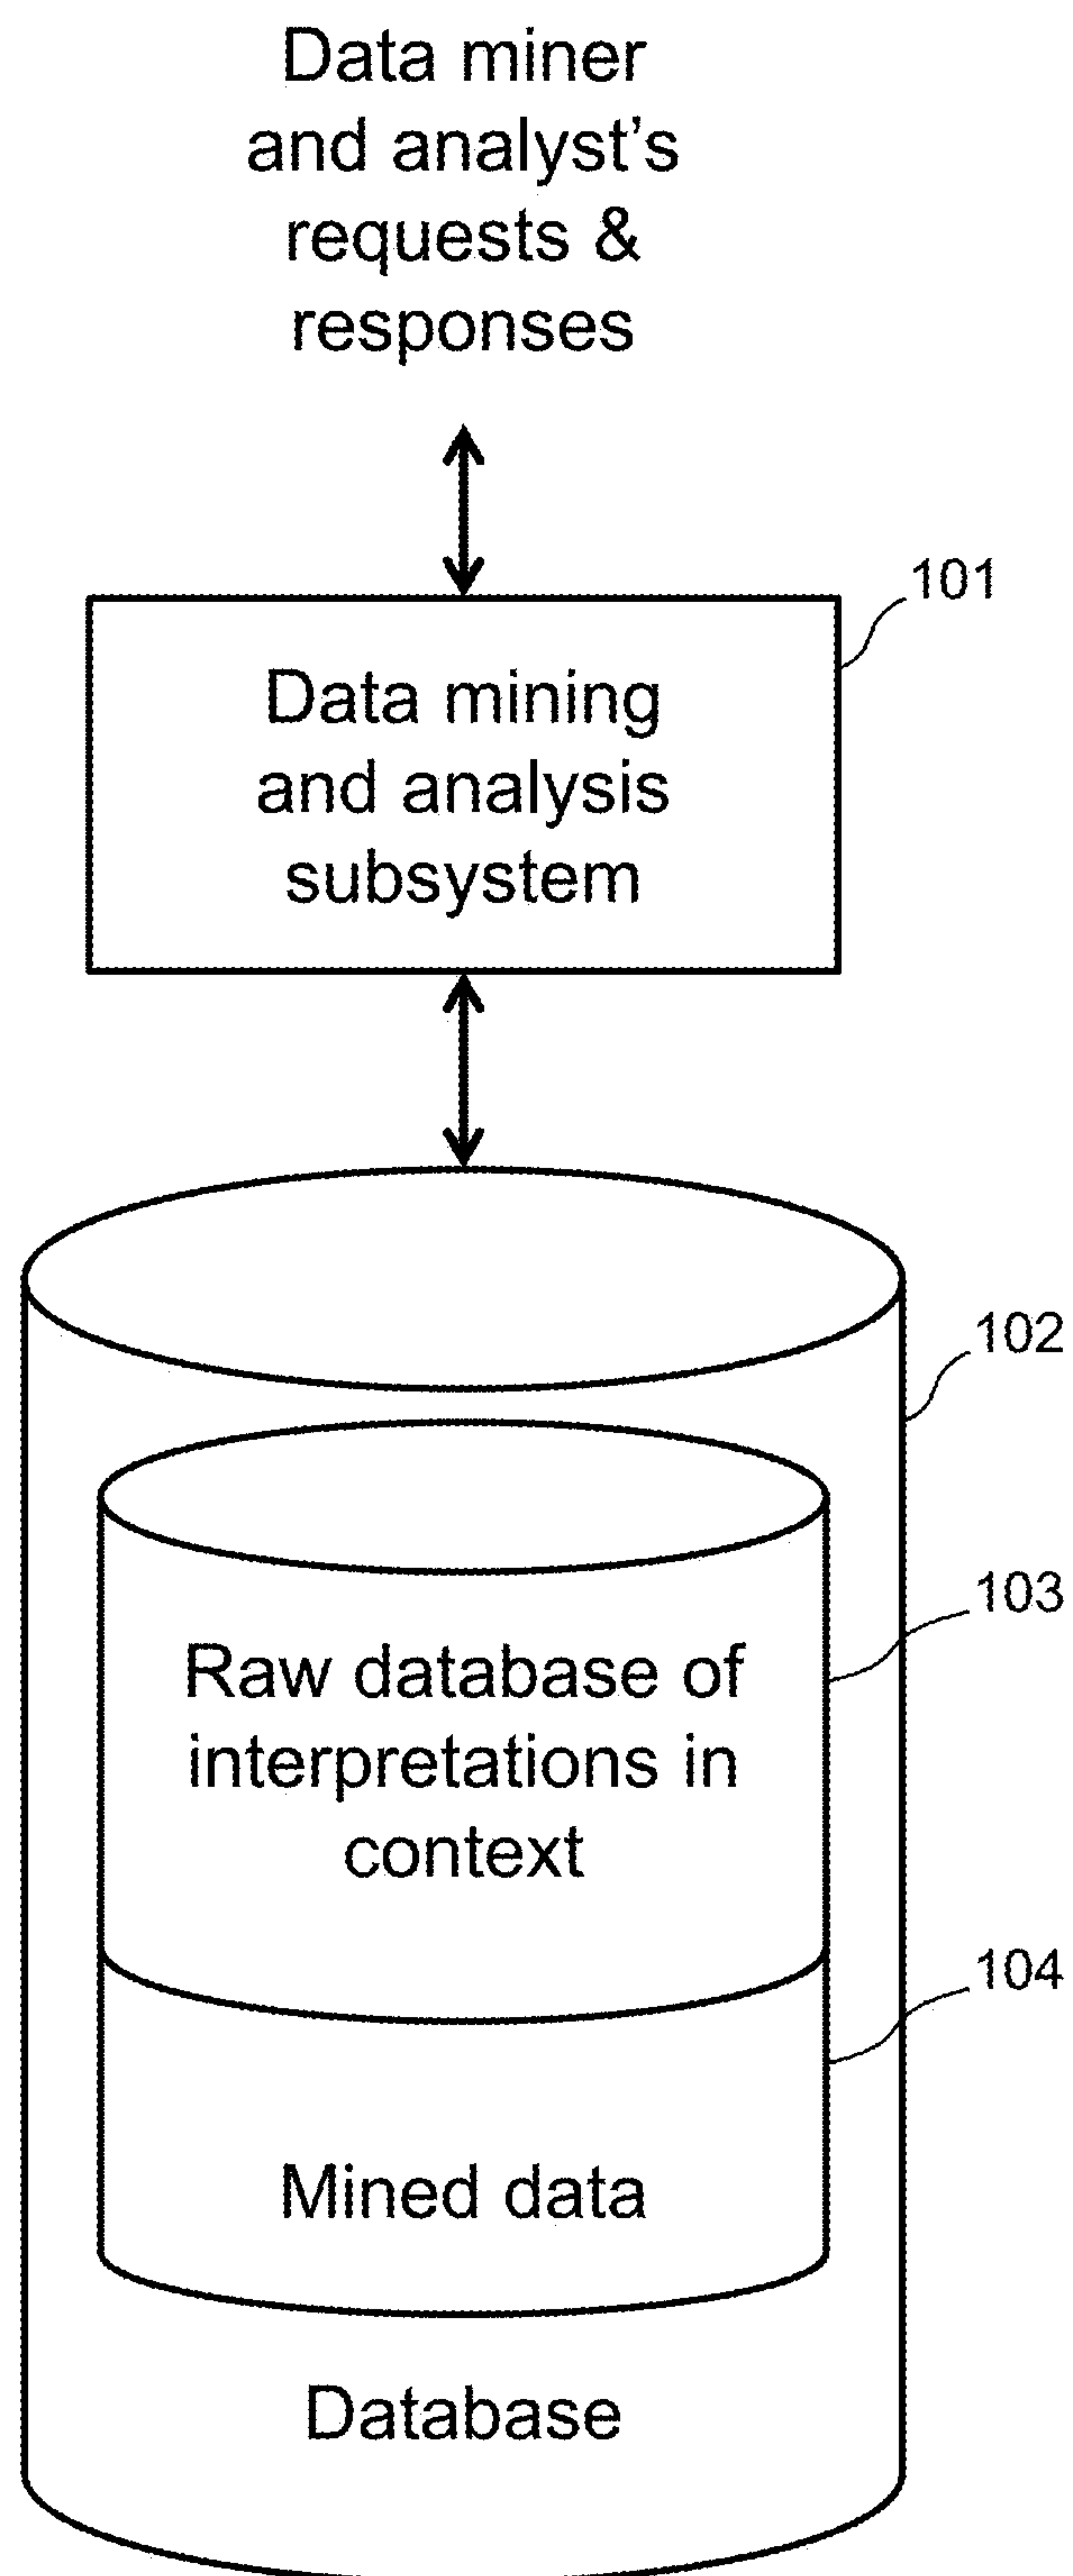 Data miner
and analyst’s
requests &
responses
101
Data mining
and analysis
subsystem
102
103
Raw database of
interpretations in
context
104
Mined data
Database